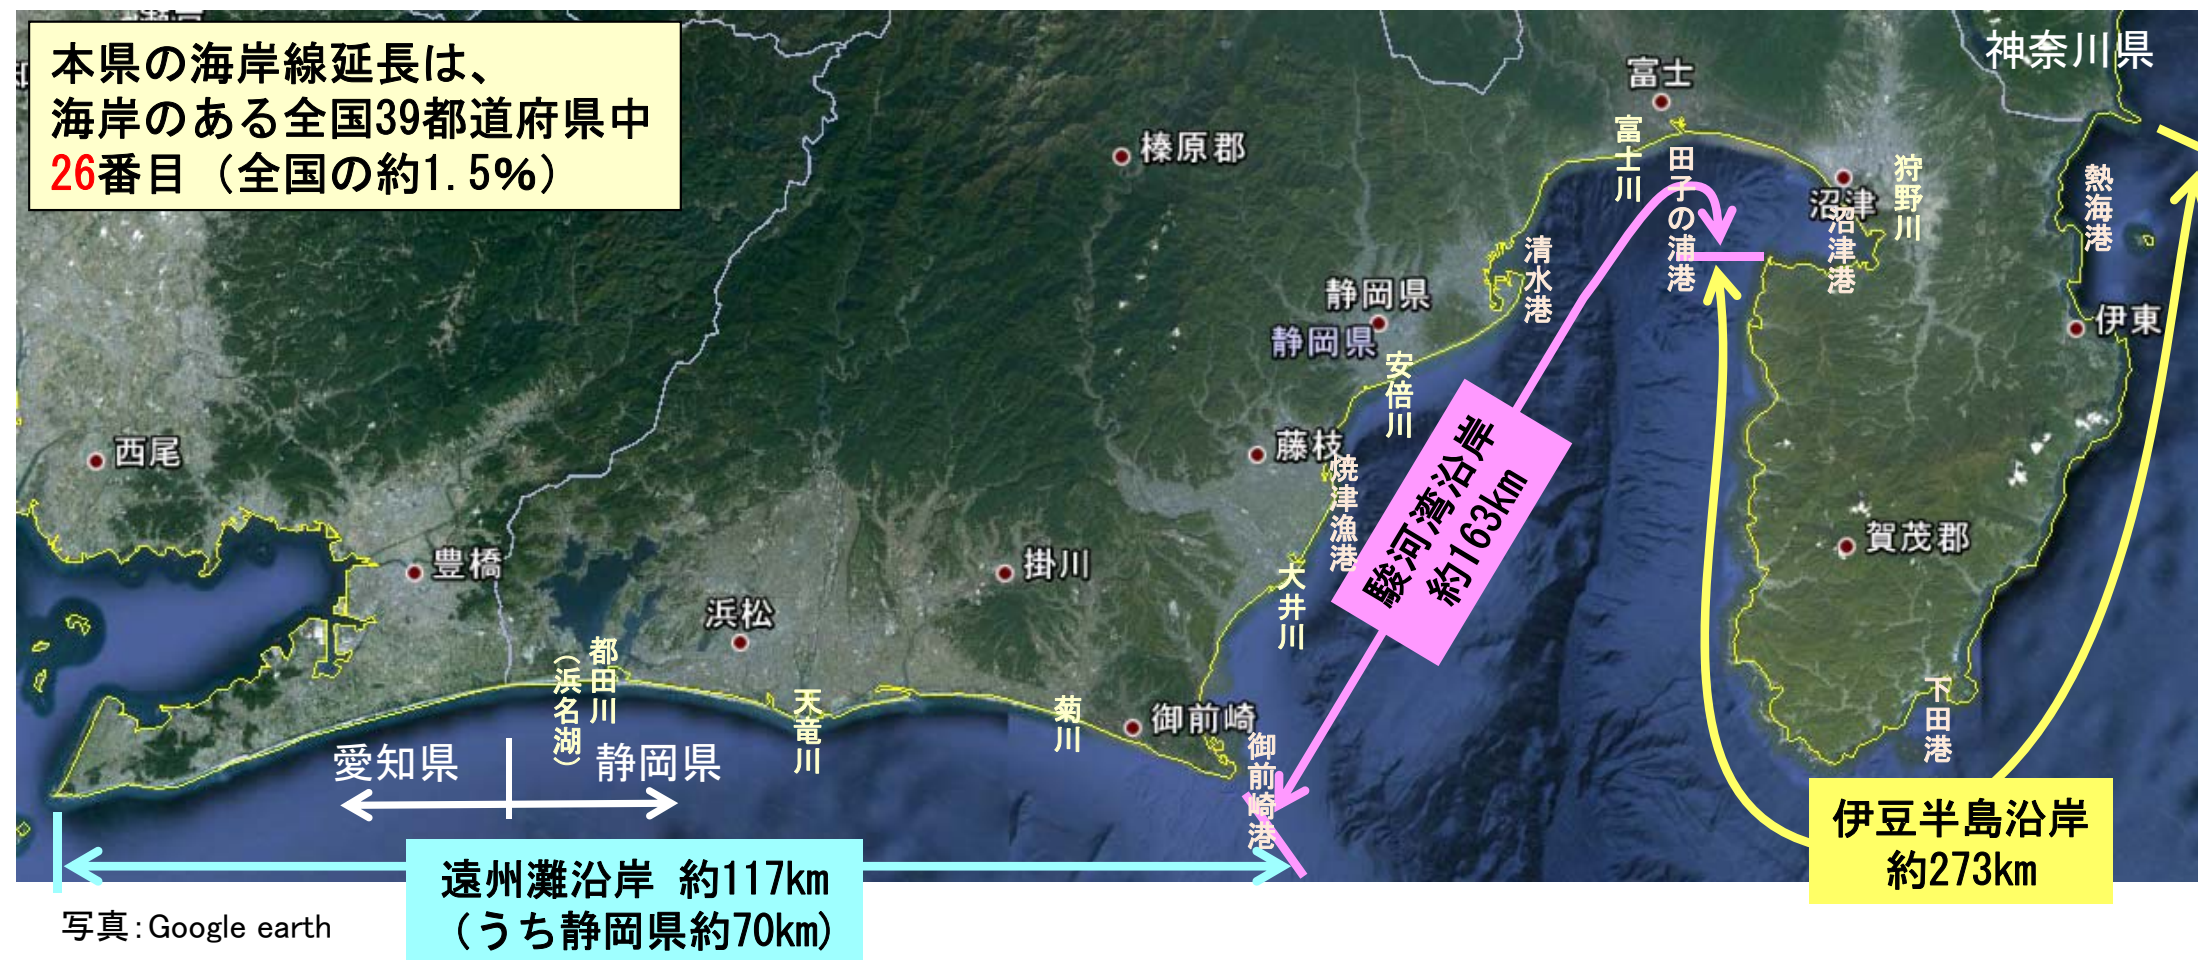 本県の海岸線延長は、
海岸のある全国39都道府県中
26番目（全国の約1.5%）
神奈川県
富士
榛原郡
富士川
田子の浦港
狩野川
沼津
沼津港
熱海港
清水港
静岡県
静岡県
伊東
安倍川
藤枝
焼津漁港
駿河湾沿岸
約163km
西尾
豊橋
掛川
賀茂郡
大井川
浜松
都田川
（浜名湖）
天竜川
菊川
御前崎
御前崎港
下田港
愛知県
静岡県
伊豆半島沿岸
約273km
遠州灘沿岸 約117km
（うち静岡県約70km）
写真：Google earth